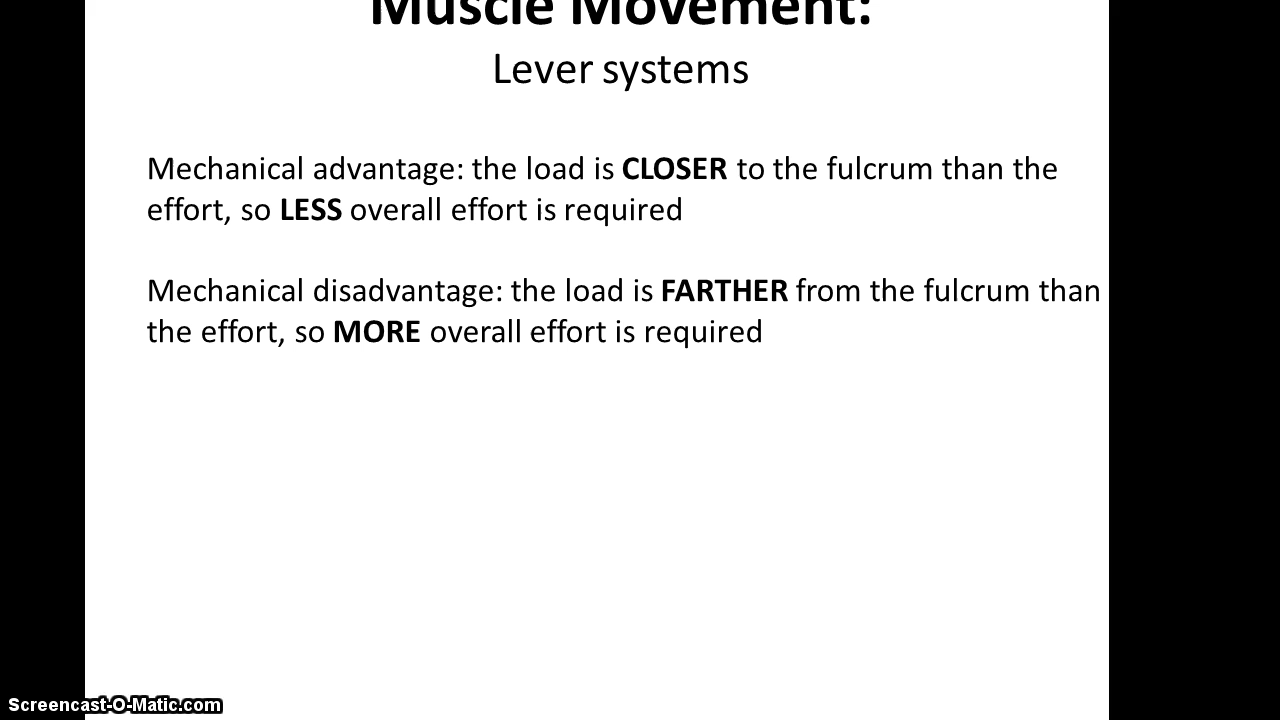 Muscle Movement:
Lever systems
Mechanical advantage: the load is CLOSER to the fulcrum than the
effort, so LESS overall effort is required
Mechanical disadvantage: the load is FARTHER from the fulcrum than
the effort, so MORE overall effort is required
Screencast-O-Matic.com